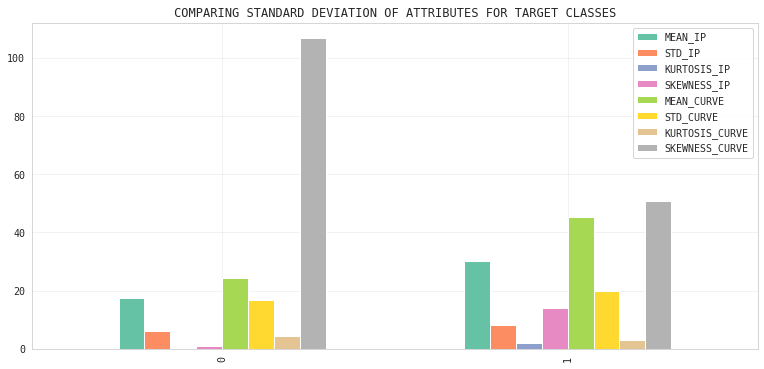 COMPARING STANDARD DEVIATION OF ATTRIBUTES FOR TARGET CLASSES
100
80
60
40
20
0
MEAN_IP
STD_IP
KURTOSIS_IP
SKEWNESS_IP
MEAN_CURVE
STD_CURVE
KURTOSIS_CURVE
SKEWNESS_CURVE
0
1